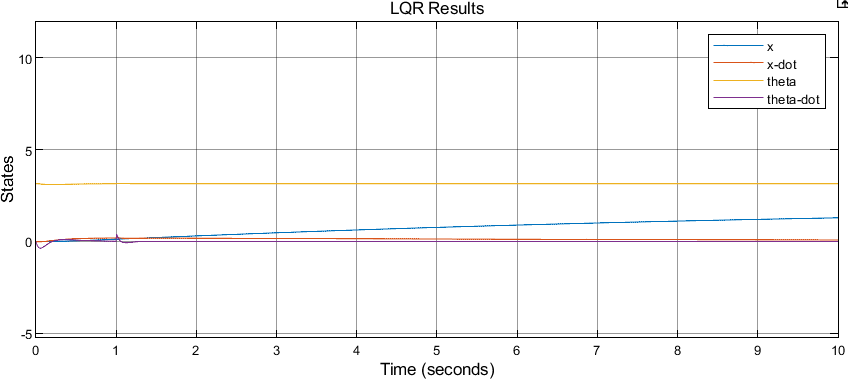 LQR Results
x
x-dot
theta
theta-dot
10
5
0
-5
States
0 1 2 3 4 5 6 7 8 9 10
Time (seconds)